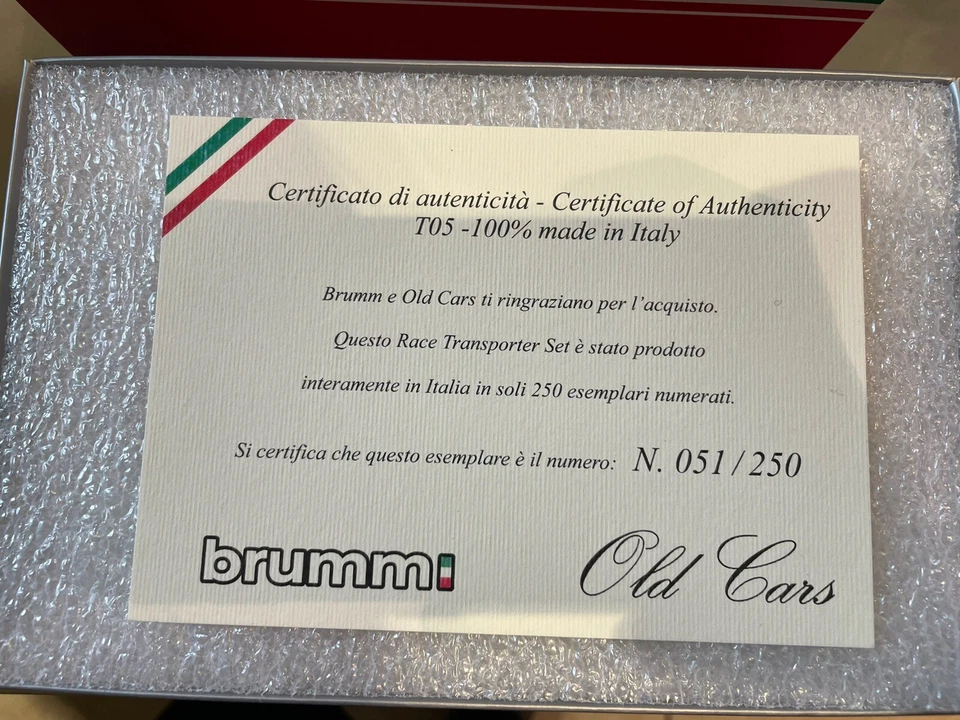 Certificato di autenticità - Certificate of Authenticity
T05 -100% made in Italy
Brumm e Old Cars ti ringraziano per l'acquisto.
Questo Race Transporter Set è stato prodotto
interamente in Italia in soli 250 esemplari numerati.
Si certifica che questo esemplare è il numero: N. 051/250
brumm Old Cars